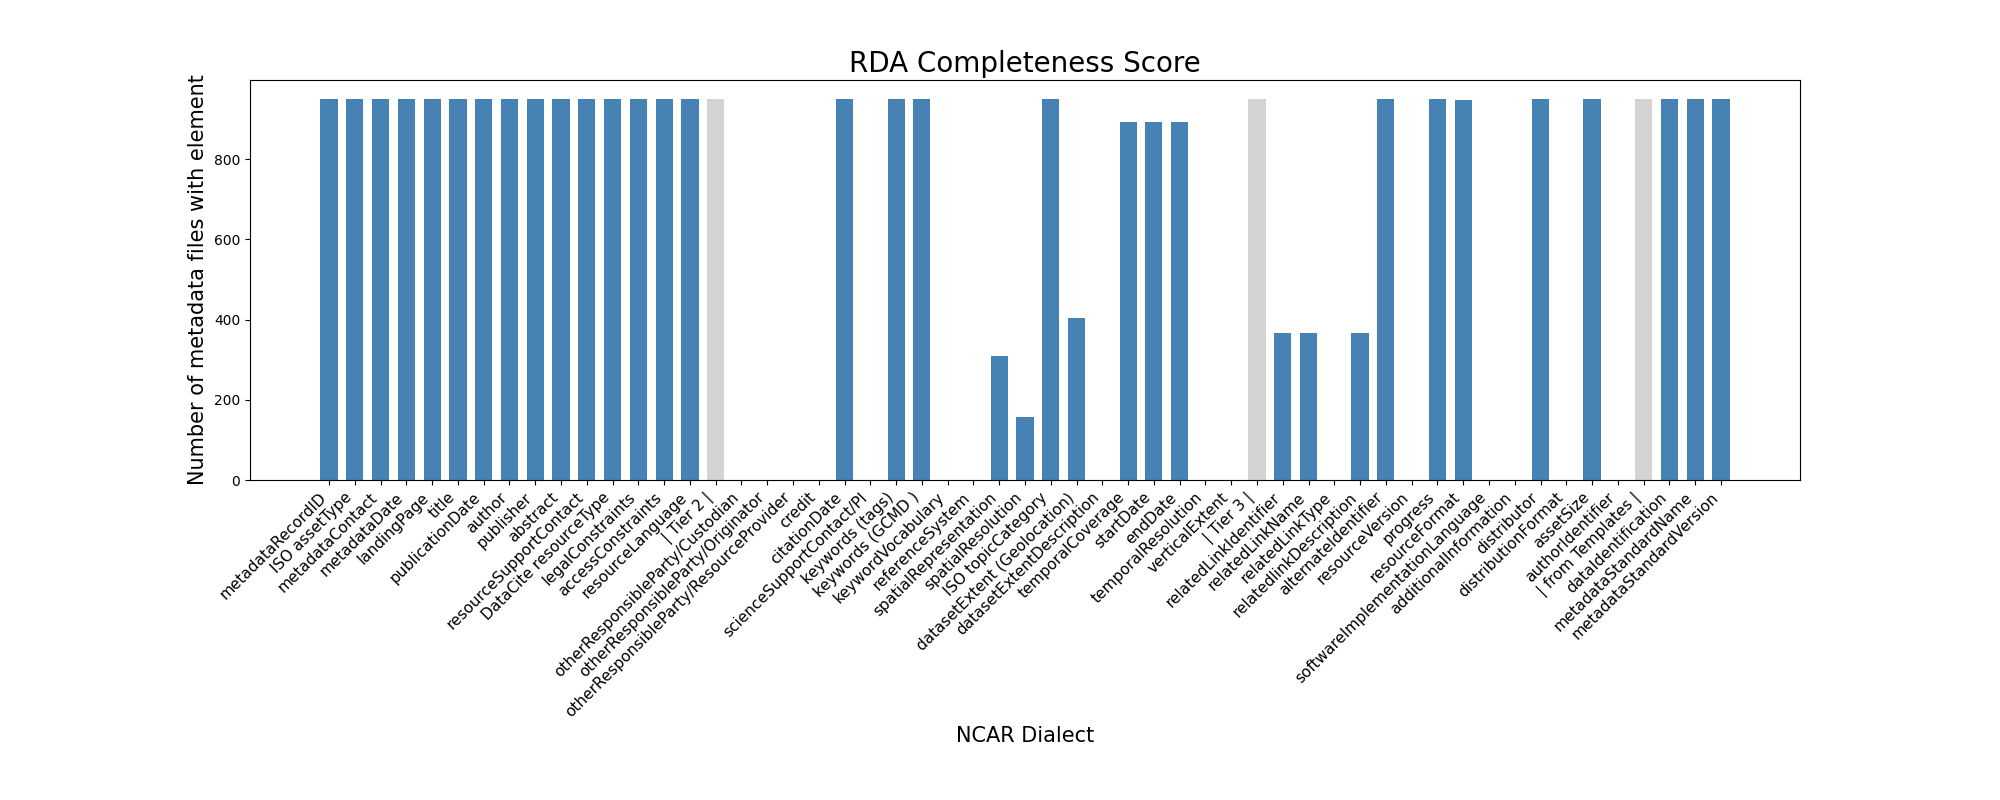 RDA Completeness Score
Number of metadata files with element
800
600
400
200
0
metadataRecordID
ISO assetType
metadataContact
metadataDate
landingPage
title
publicationDate
author
publisher
abstract
resourceSupportContact
DataCite resourceType
legalConstraints
accessConstraints
resourceLanguage
| Tier 2 |
otherResponsibleParty/Custodian
otherResponsibleParty/Originator
otherResponsibleParty/ResourceProvider
credit
citationDate
scienceSupportContact/PI
keywords (tags)
keywords (GCMD )
keywordVocabulary
referenceSystem
spatialRepresentation
spatialResolution
ISO topicCategory
datasetExtent (Geolocation)
datasetExtentDescription
temporalCoverage
startDate
endDate
temporalResolution
verticalExtent
| Tier 3 |
relatedLinkIdentifier
relatedLinkName
relatedLinkType
relatedlinkDescription
alternateIdentifier
resourceVersion
progress
resourceFormat
softwareImplementationLanguage
additionalInformation
distributor
distributionFormat
assetSize
authorIdentifier
| from Templates |
dataIdentification
metadataStandardName
metadataStandardVersion
NCAR Dialect